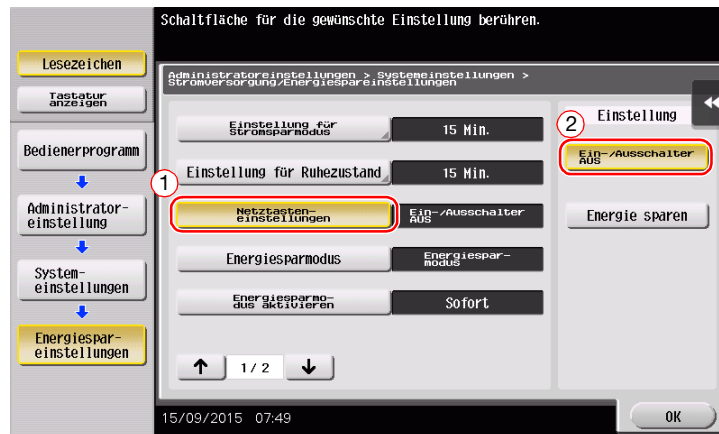 Schaltfläche für die gewünschte Einstellung berühren.
Lesezeichen
Tastatur
anzeigen
Bedienerprogramm
Administrator-
einstellung
System-
einstellungen
Energiespar-
einstellungen
Administratoreinstellungen > Systemeinstellungen >
Stromversorgung/Energiespareinstellungen
Einstellung für
Stromsparmodus
15 Min.
Einstellung für Ruhezustand
15 Min.
1
Netztasten-
einstellungen
Ein-/Ausschalter
AUS
Energiesparmodus
Energiespar-
modus
Energiesparmo-
dus aktivieren
Sofort
1/2
Einstellung
2
Ein-/Ausschalter
AUS
Energie sparen
15/09/2015 07:49
OK